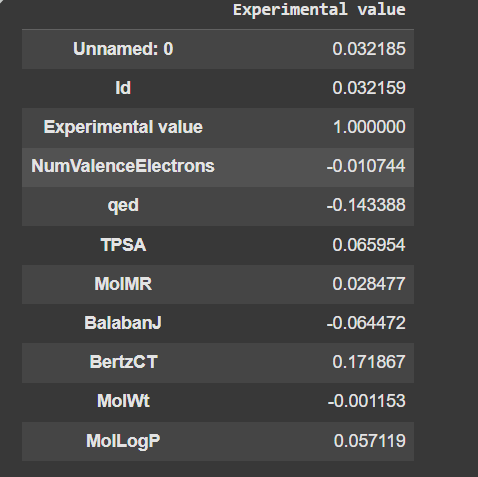 Experimental value
Unnamed: 0 0.032185
Id 0.032159
Experimental value 1.000000
NumValenceElectrons -0.010744
qed -0.143388
TPSA 0.065954
MolMR 0.028477
BalabanJ -0.064472
BertzCT 0.171867
MolWt -0.001153
MolLogP 0.057119